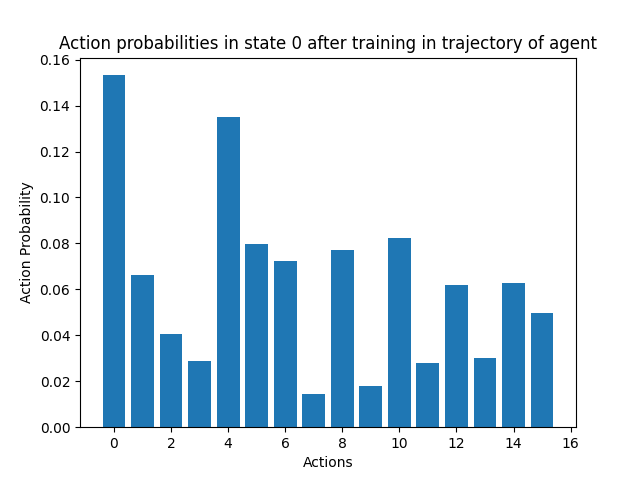 Action probabilities in state 0 after training in trajectory of agent
0.16
0.14
0.12
0.10
0.08
0.06
0.04
0.02
0.00
Action Probability
0 2 4 6 8 10 12 14 16
Actions